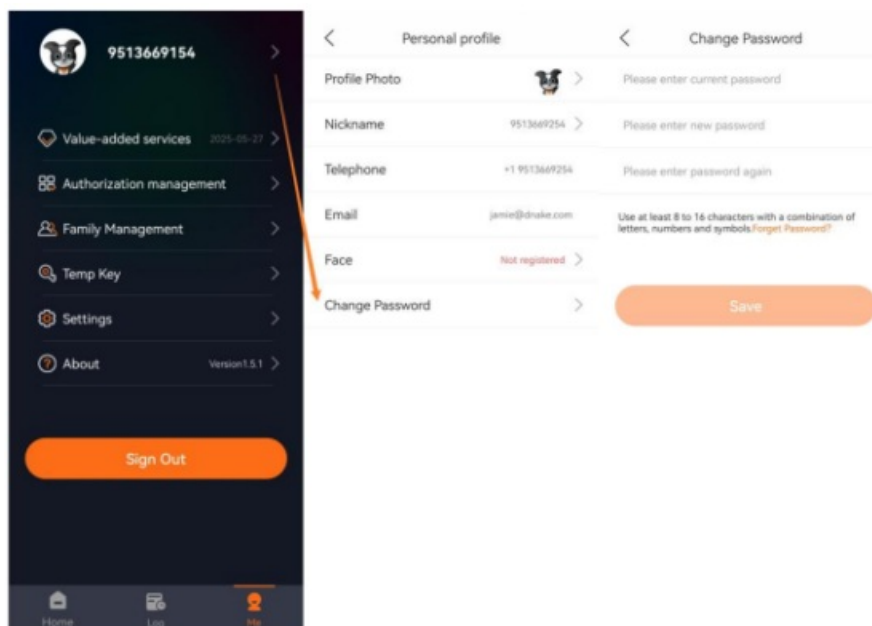 9513669154
Value-added services 2025-05-27
Authorization management
Family Management
Temp Key
Settings
About Version1.5.1
Sign Out
Home Log Me
Personal profile
Profile Photo
Nickname 9513669254
Telephone +1 9513669254
Email jamie@dnake.com
Face Not registered
Change Password
Change Password
Please enter current password
Please enter new password
Please enter password again
Use at least 8 to 16 characters with a combination of
letters, numbers and symbols.Forget Password?
Save